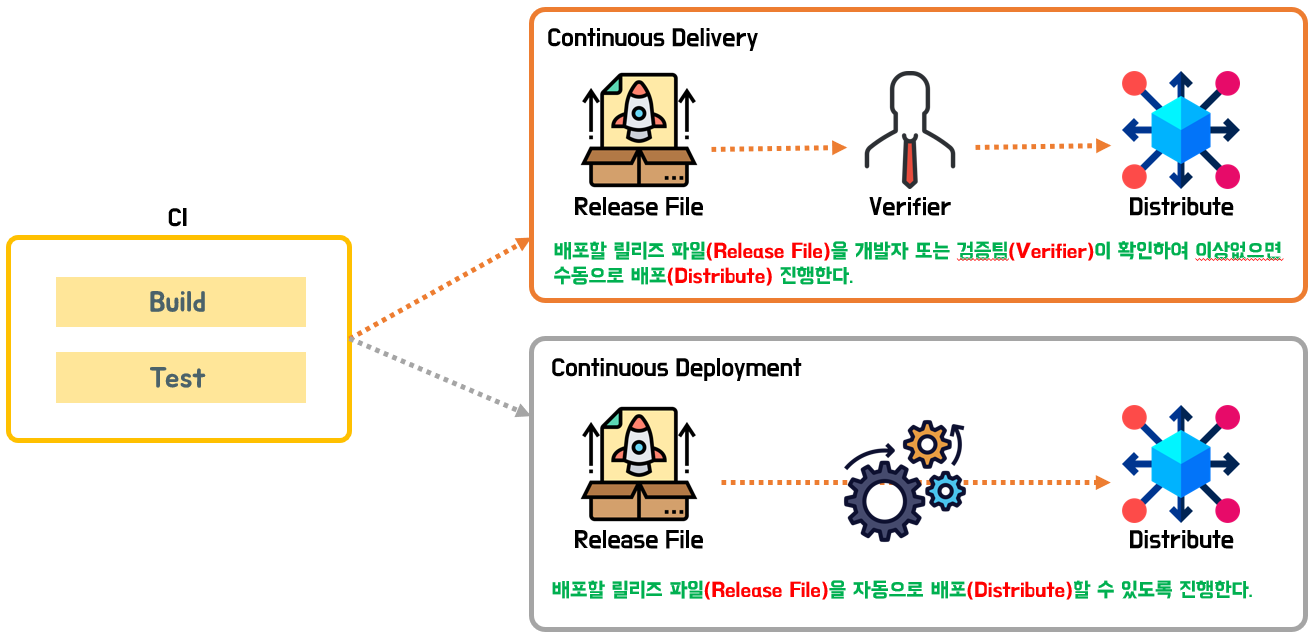 CI
Build
Test
Continuous Delivery
Release File
Verifier
Distribute
배포할 릴리즈 파일(Release File)을 개발자 또는 검증팀(Verifier)이 확인하여 이상없으면
수동으로 배포(Distribute) 진행한다.
Continuous Deployment
Release File
Distribute
배포할 릴리즈 파일(Release File)을 자동으로 배포(Distribute)할 수 있도록 진행한다.